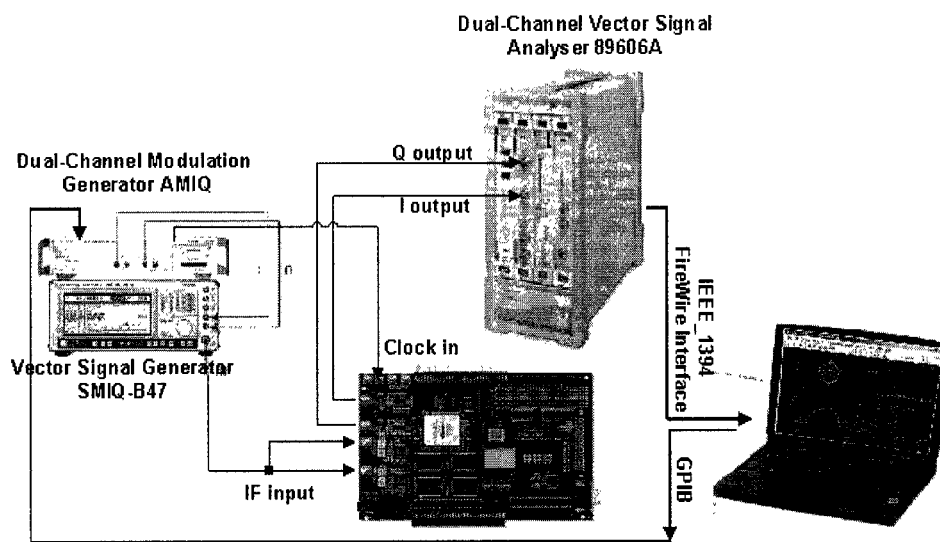 Dual-Channel Vector Signal
Analyser 89606A
Dual-Channel Modulation
Generator AMIQ
Q output
I output
IEEE_1394
FireWire Interface
Clock in
Vector Signal Generator
SMIQ-B47
IF input
GPIB